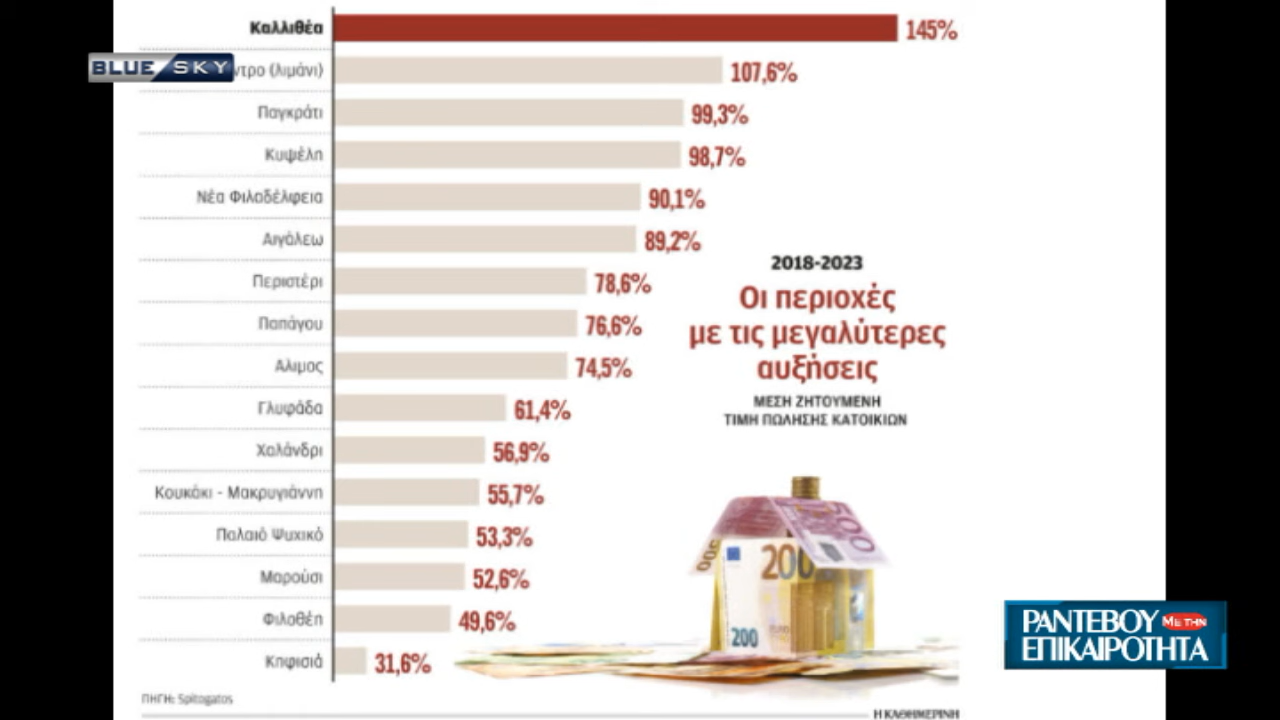 Καλλιθέα 145%
BLUE SKY
ντρο (λιμάνι) 107,6%
Παγκράτι 99,3%
Κυψέλη 98,7%
Νέα Φιλαδέλφεια 90,1%
Αιγάλεω 89,2%
Περιστέρι 78,6%
Παπάγου 76,6%
Αλιμος 74,5%
Γλυφάδα 61,4%
Χαλάνδρι 56,9%
Κουκάκι - Μακρυγιάννη 55,7%
Παλαιό Ψυχικό 53,3%
Μαρούσι 52,6%
Φιλοθέη 49,6%
Κηφισιά 31,6%
2018-2023
Οι περιοχές
με τις μεγαλύτερες
αυξήσεις
ΜΕΣΗ ΖΗΤΟΥΜΕΝΗ
ΤΙΜΗ ΠΩΛΗΣΗΣ ΚΑΤΟΙΚΙΩΝ
500
200
200
ΠΗΓΗ: Spitogatos
Η ΚΑΘΗΜΕΡΙΝΗ
ΡΑΝΤΕΒΟΥ ΜΕ ΤΗΝ
ΕΠΙΚΑΙΡΟΤΗΤΑ